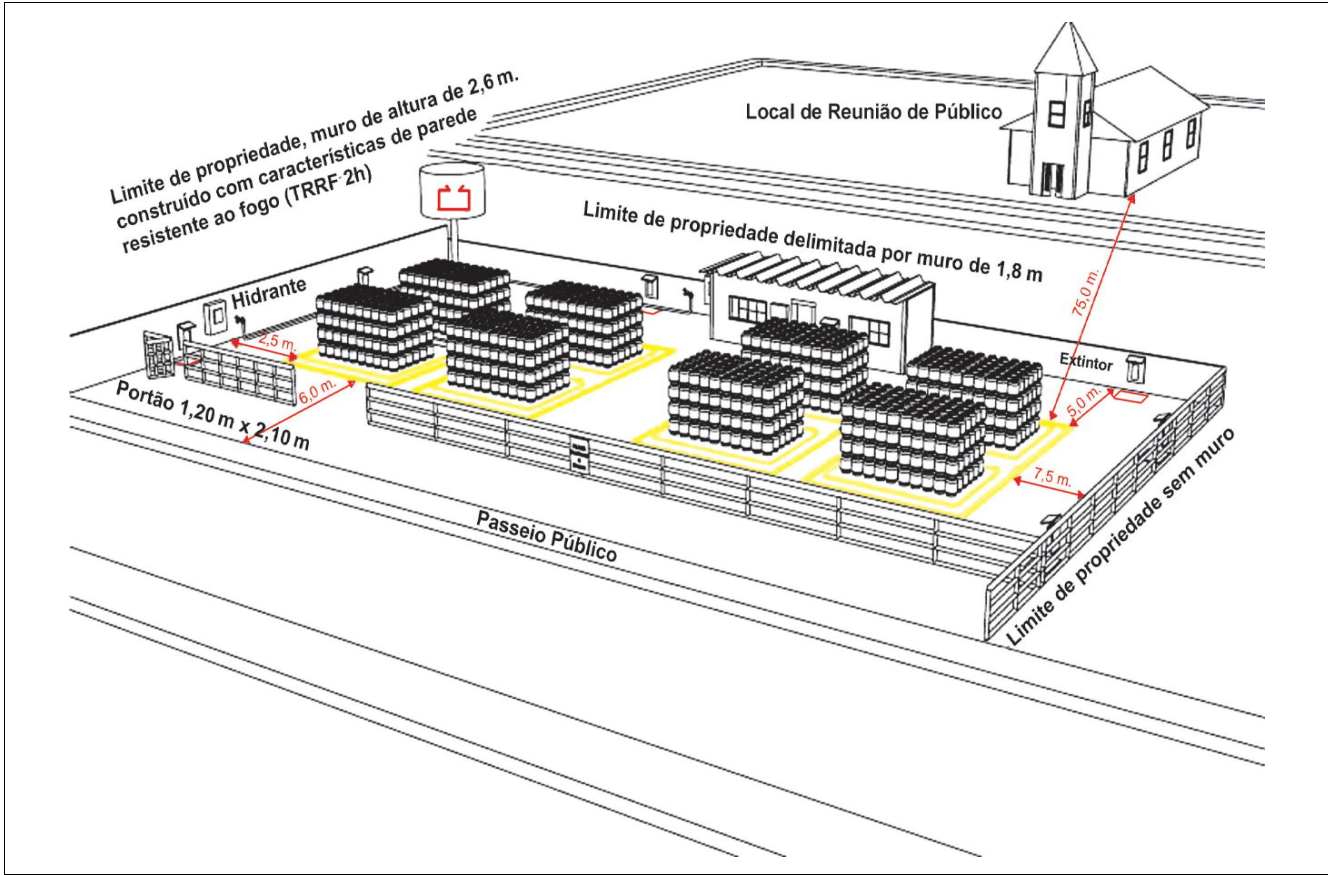 Limite de propriedade, muro de altura de 2,6 m.
construído com características de parede
resistente ao fogo (TRRF 2h)
Local de Reunião de Público
Limite de propriedade delimitada por muro de 1,8 m
75,0 m.
Hidrante
2,5 m.
Extintor
6,0 m.
5,0 m.
Portão 1,20 m x 2,10 m
7,5 m.
Limite de propriedade sem muro
Passeio Público